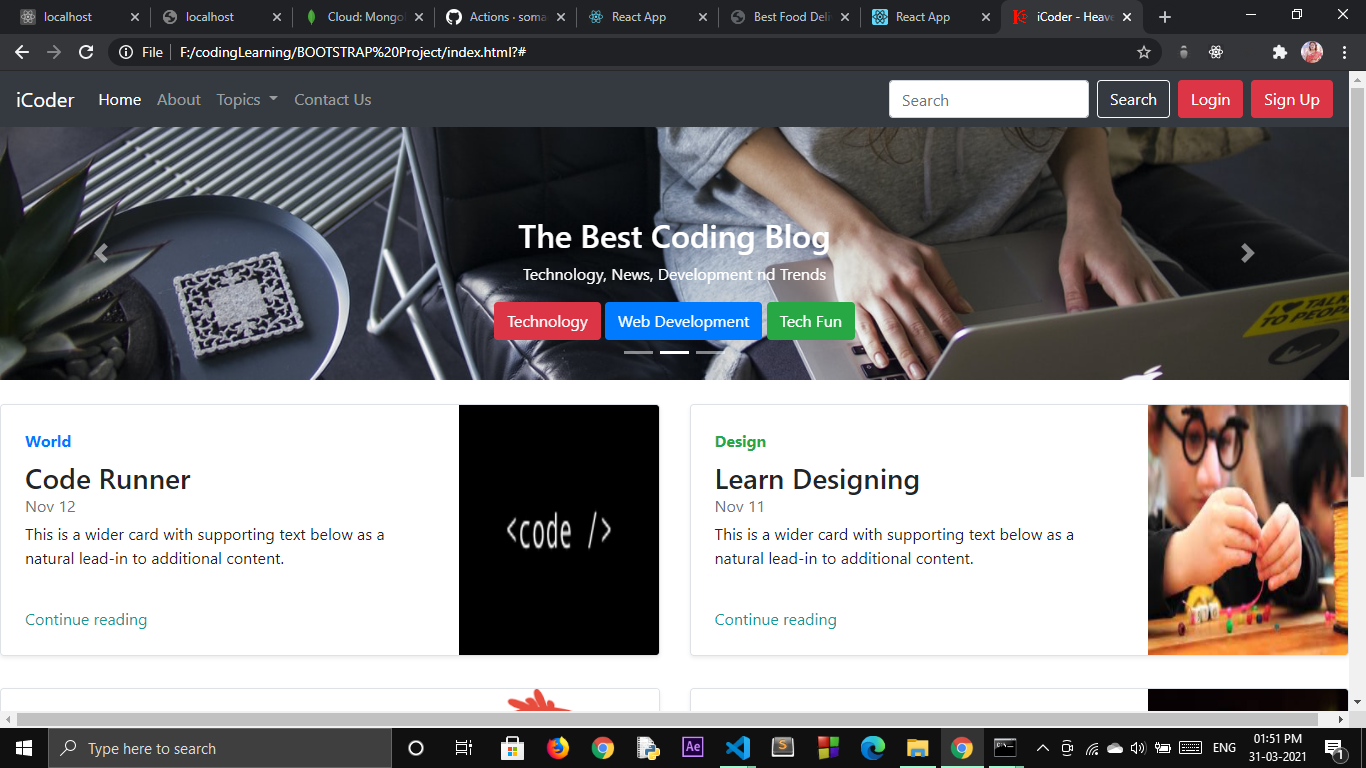 localhost
localhost
Cloud: Mongo
Actions · soma
React App
Best Food Deli
React App
iCoder - Heave
File F:/codingLearning/BOOTSTRAP%20Project/index.html?#
iCoder Home About Topics Contact Us Search Search Login Sign Up
The Best Coding Blog
Technology, News, Development nd Trends
Technology Web Development Tech Fun
I TALK
TO PEOPLE
World
Code Runner
Nov 12
This is a wider card with supporting text below as a
natural lead-in to additional content.
Continue reading
<code />
Design
Learn Designing
Nov 11
This is a wider card with supporting text below as a
natural lead-in to additional content.
Continue reading
Type here to search
Ae
S
ENG
01:51 PM
31-03-2021
1